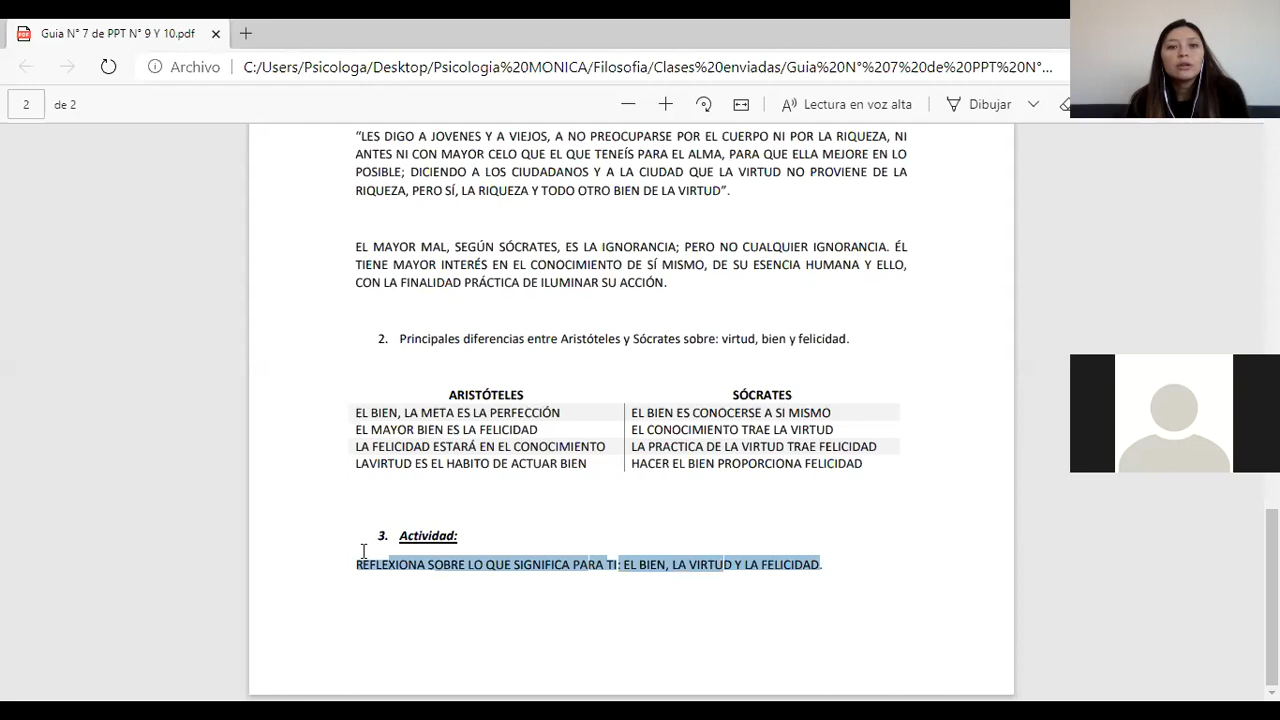 Guia N° 7 de PPT N° 9 Y 10.pdf
Archivo C:/Users/Psicologa/Desktop/Psicologia%20MONICA/Filosofia/Clases%20enviadas/Guia%20N°%207%20de%20PPT%20N°...
2 de 2 Lectura en voz alta Dibujar
“LES DIGO A JOVENES Y A VIEJOS, A NO PREOCUPARSE POR EL CUERPO NI POR LA RIQUEZA, NI
ANTES NI CON MAYOR CELO QUE EL QUE TENEÍS PARA EL ALMA, PARA QUE ELLA MEJORE EN LO
POSIBLE; DICIENDO A LOS CIUDADANOS Y A LA CIUDAD QUE LA VIRTUD NO PROVIENE DE LA
RIQUEZA, PERO SÍ, LA RIQUEZA Y TODO OTRO BIEN DE LA VIRTUD”.
EL MAYOR MAL, SEGÚN SÓCRATES, ES LA IGNORANCIA; PERO NO CUALQUIER IGNORANCIA. ÉL
TIENE MAYOR INTERÉS EN EL CONOCIMIENTO DE SÍ MISMO, DE SU ESENCIA HUMANA Y ELLO,
CON LA FINALIDAD PRÁCTICA DE ILUMINAR SU ACCIÓN.
2. Principales diferencias entre Aristóteles y Sócrates sobre: virtud, bien y felicidad.
ARISTÓTELES SÓCRATES
EL BIEN, LA META ES LA PERFECCIÓN EL BIEN ES CONOCERSE A SI MISMO
EL MAYOR BIEN ES LA FELICIDAD EL CONOCIMIENTO TRAE LA VIRTUD
LA FELICIDAD ESTARÁ EN EL CONOCIMIENTO LA PRACTICA DE LA VIRTUD TRAE FELICIDAD
LAVIRTUD ES EL HABITO DE ACTUAR BIEN HACER EL BIEN PROPORCIONA FELICIDAD
3. Actividad:
REFLEXIONA SOBRE LO QUE SIGNIFICA PARA TI: EL BIEN, LA VIRTUD Y LA FELICIDAD.